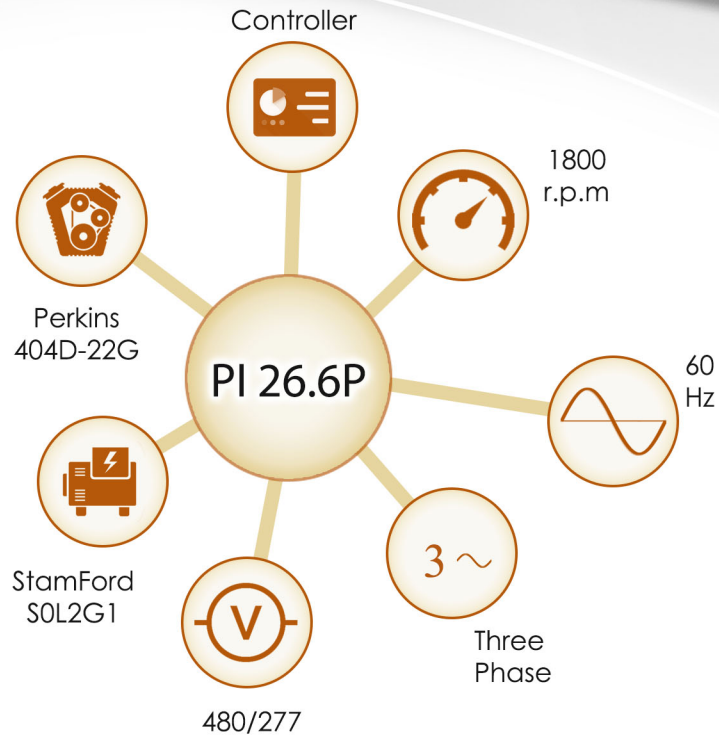 Controller
1800
r.p.m
Perkins
404D-22G
PI 26.6P
60
Hz
StamFord
S0L2G1
V
3 ~
Three
Phase
480/277